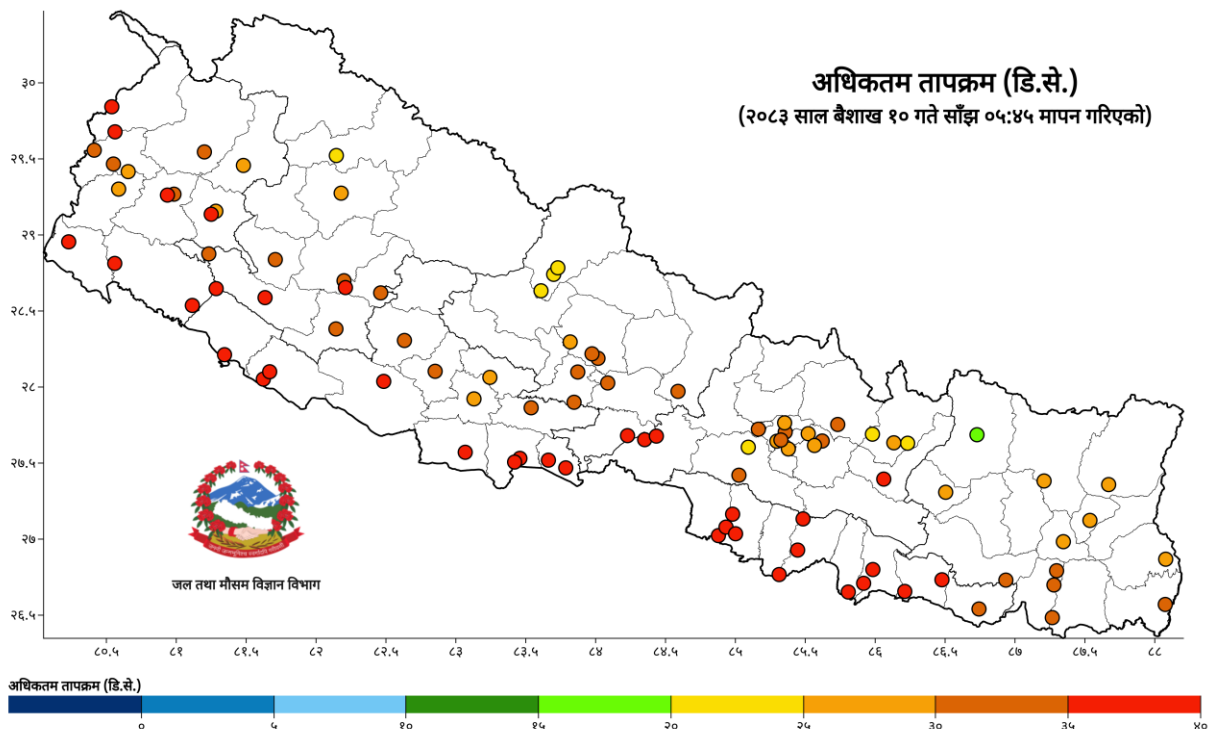 अधिकतम तापक्रम (डि.से.)
(२०८३ साल बैशाख १० गते साँझ ०५:४५ मापन गरिएको)
३०
२९.५
२९
२८.५
२८
२७.५
२७
२६.५
जल तथा मौसम विज्ञान विभाग
८०.५ ८१ ८१.५ ८२ ८२.५ ८३ ८३.५ ८४ ८४.५ ८५ ८५.५ ८६ ८६.५ ८७ ८७.५ ८८
अधिकतम तापक्रम (डि.से.)
० ५ १० १५ २० २५ ३० ३५ ४०